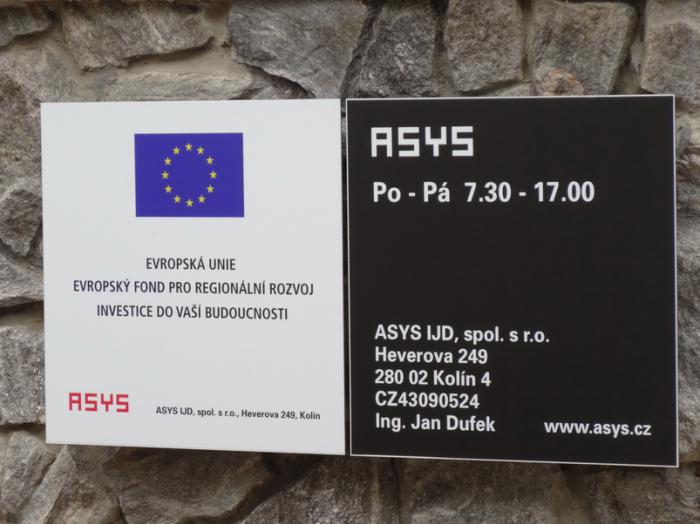 EVROPSKÁ UNIE
EVROPSKÝ FOND PRO REGIONÁLNÍ ROZVOJ
INVESTICE DO VAŠÍ BUDOUCNOSTI
ASYS
ASYS IJD, spol. s r.o., Heverova 249, Kolín
ASYS
Po - Pá 7.30 - 17.00
ASYS IJD, spol. s r.o.
Heverova 249
280 02 Kolín 4
CZ43090524
Ing. Jan Dufek
www.asys.cz